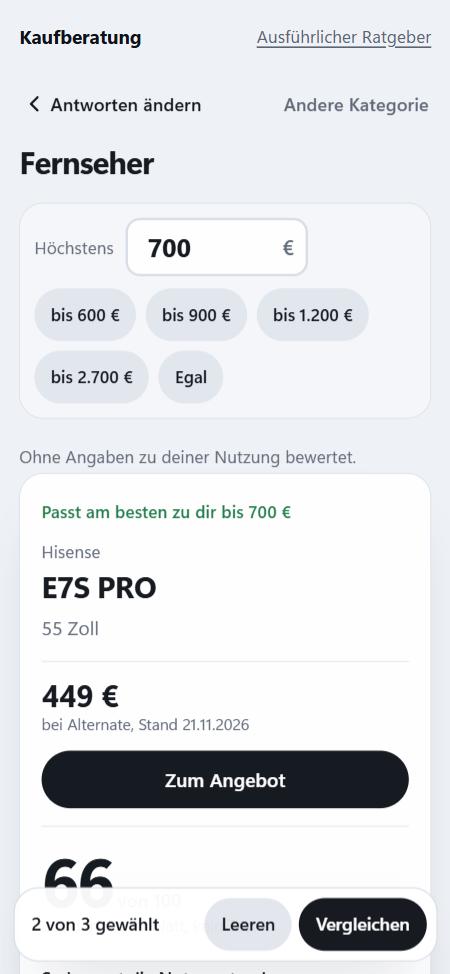 Kaufberatung
Ausführlicher Ratgeber
Antworten ändern
Andere Kategorie
Fernseher
Höchstens 700 €
bis 600 €
bis 900 €
bis 1.200 €
bis 2.700 €
Egal
Ohne Angaben zu deiner Nutzung bewertet.
Passt am besten zu dir bis 700 €
Hisense
E7S PRO
55 Zoll
449 €
bei Alternate, Stand 21.11.2026
Zum Angebot
66 von 100
2 von 3 gewählt
Leeren
Vergleichen